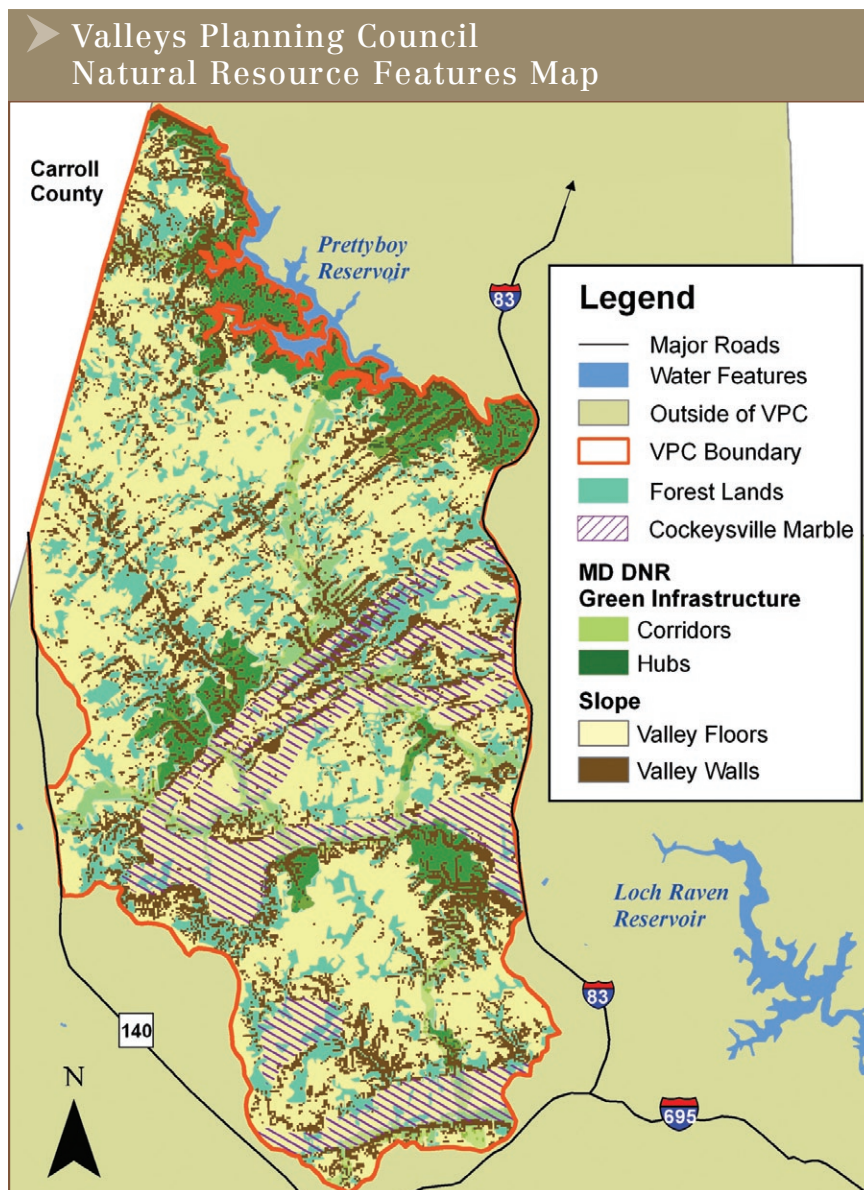 Valleys Planning Council
Natural Resource Features Map
Carroll
County
Prettyboy
Reservoir
83
Legend
Major Roads
Water Features
Outside of VPC
VPC Boundary
Forest Lands
Cockeysville Marble
MD DNR
Green Infrastructure
Corridors
Hubs
Slope
Valley Floors
Valley Walls
Loch Raven
Reservoir
83
140
N
695